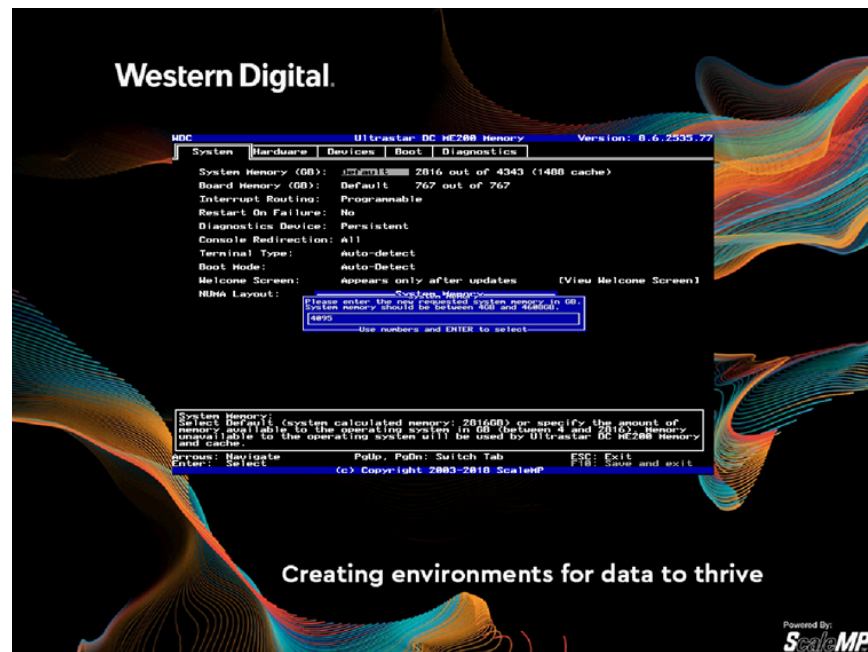 Western Digital.
WDC Ultrastar DC ME200 Memory Version: 8.6.2535.77
System Hardware Devices Boot Diagnostics
System Memory (GB): Default 2816 out of 4343 (1488 cache)
Board Memory (GB): Default 767 out of 767
Interrupt Routing: Programmable
Restart On Failure: No
Diagnostics Device: Persistent
Console Redirection: All
Terminal Type: Auto-detect
Boot Mode: Auto-Detect
Welcome Screen: Appears only after updates [View Welcome Screen]
NUMA Layout:
System Memory
Please enter the new requested system memory in GB.
System memory should be between 4GB and 4608GB.
4095
Use numbers and ENTER to select
System Memory:
Select Default (system calculated memory: 2816GB) or specify the amount of
memory available to the operating system in GB (between 4 and 2816). Memory
unavailable to the operating system will be used by Ultrastar DC ME200 Memory
and cache.
Arrows: Navigate PgUp, PgDn: Switch Tab ESC: Exit
Enter: Select F10: Save and exit
(c) Copyright 2003-2018 ScaleMP
Creating environments for data to thrive
Powered By:
ScaleMP